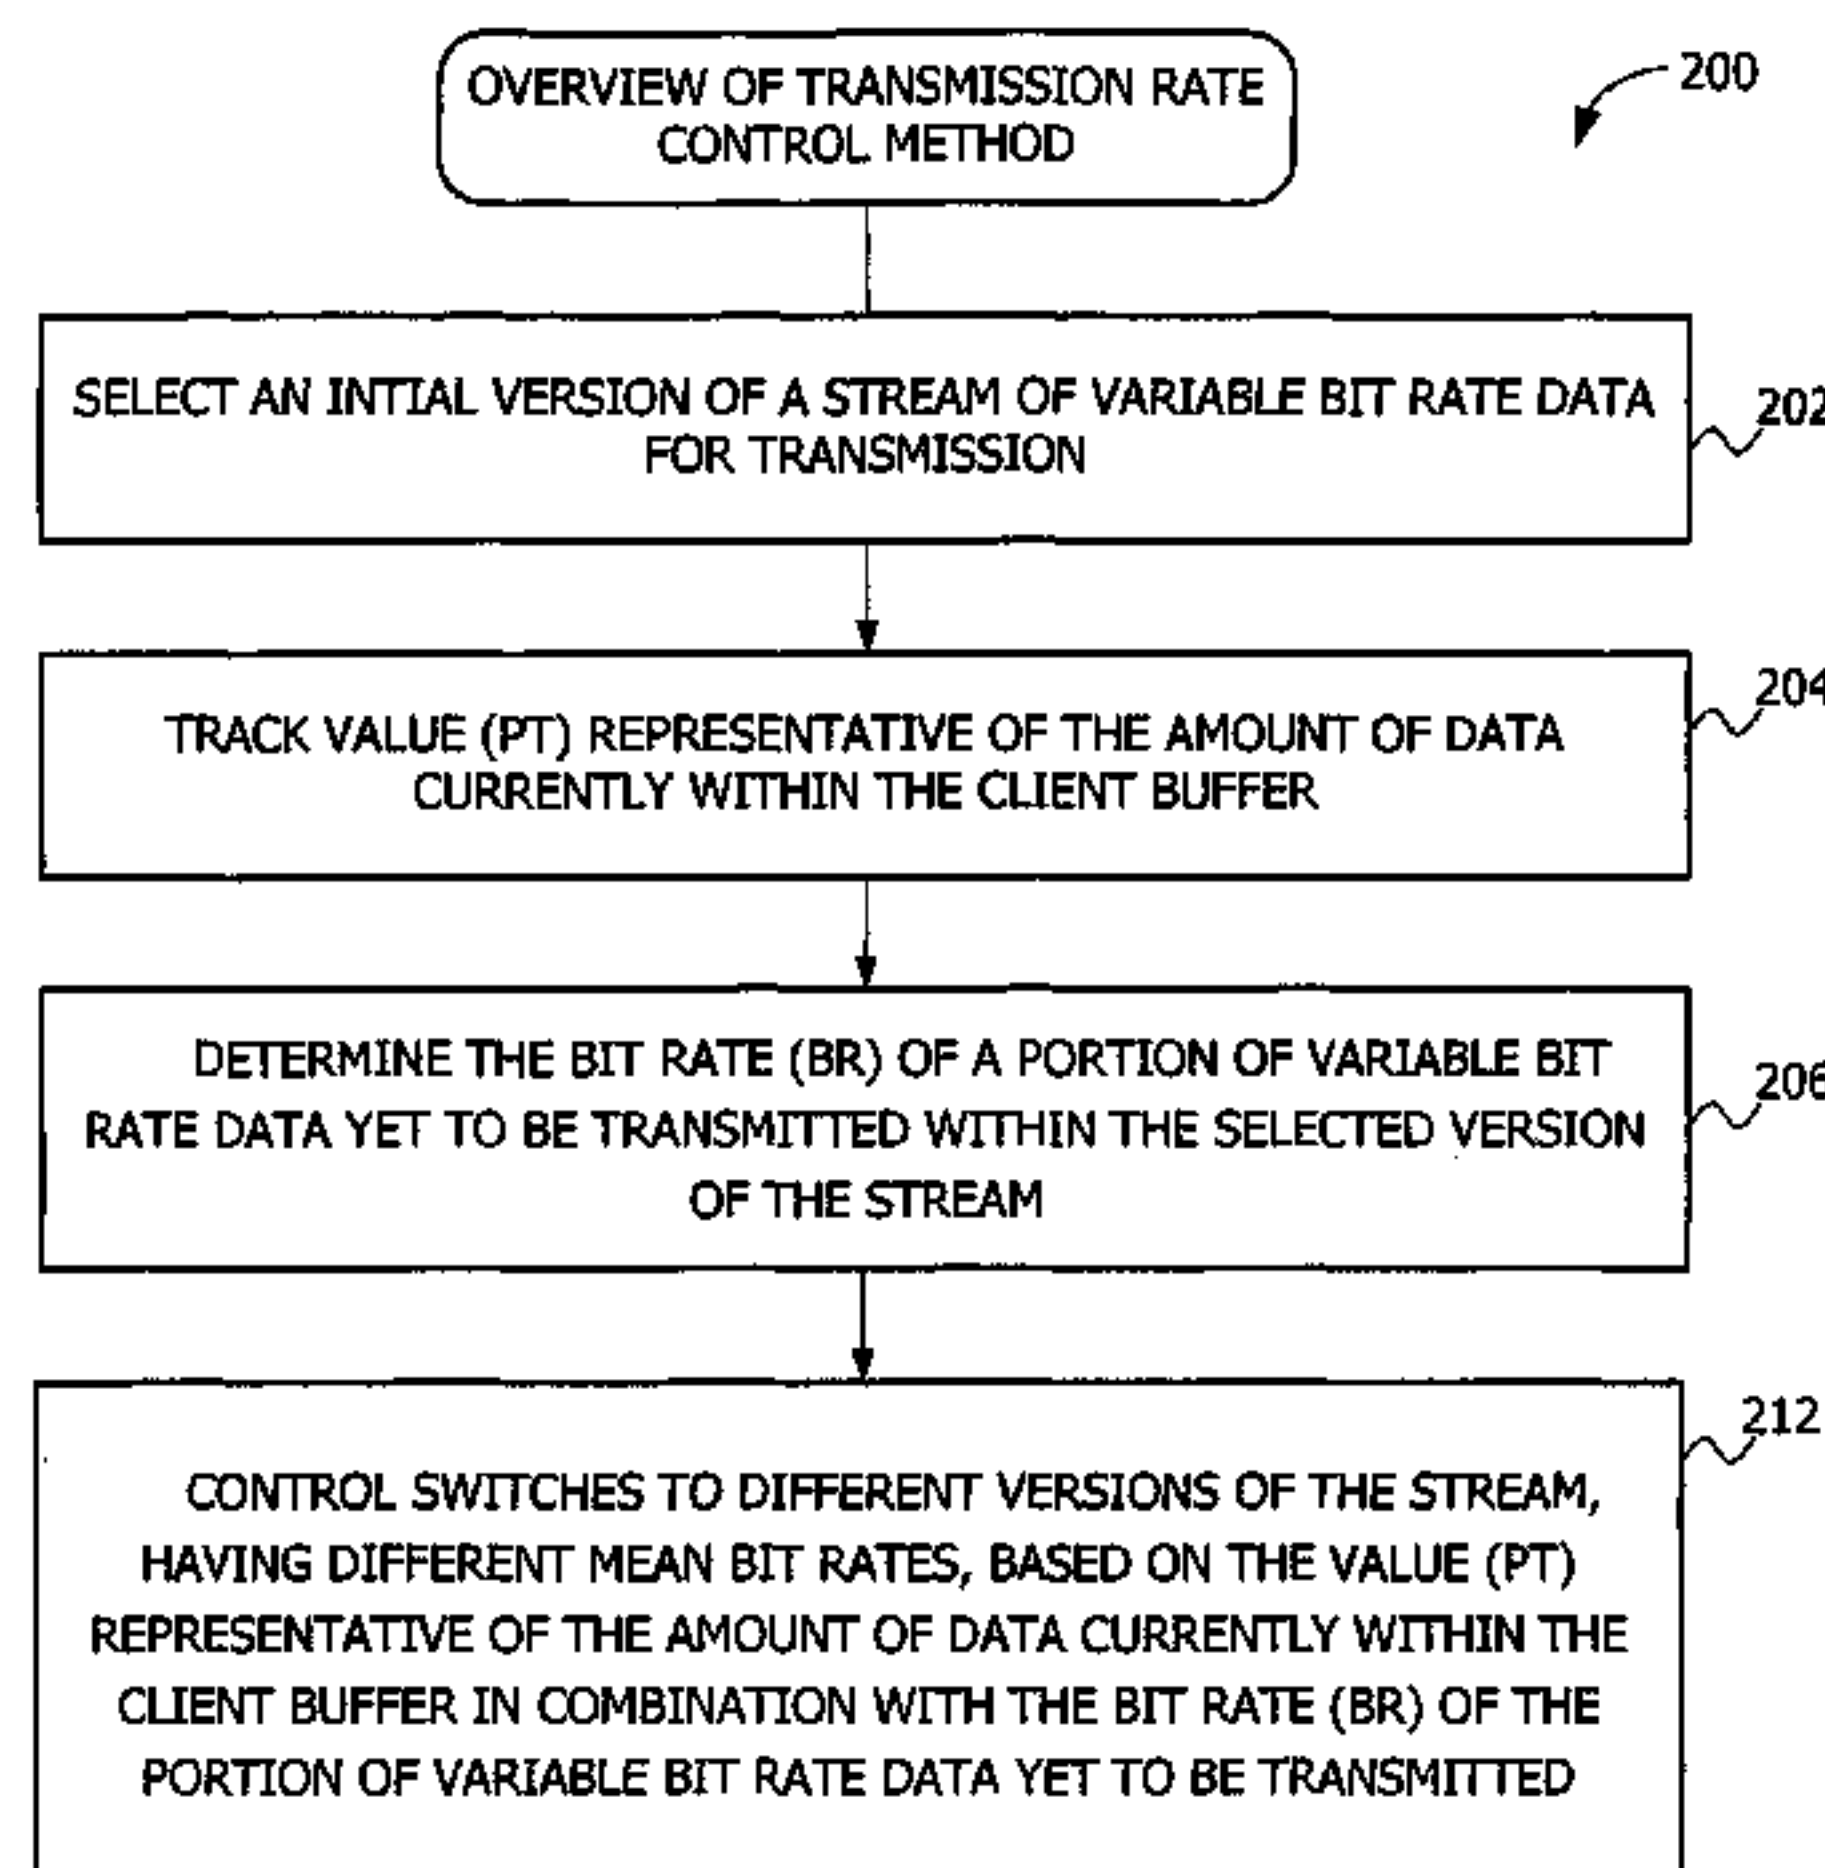 OVERVIEW OF TRANSMISSION RATE
CONTROL METHOD
200
SELECT AN INTIAL VERSION OF A STREAM OF VARIABLE BIT RATE DATA
FOR TRANSMISSION
202
TRACK VALUE (PT) REPRESENTATIVE OF THE AMOUNT OF DATA
CURRENTLY WITHIN THE CLIENT BUFFER
204
DETERMINE THE BIT RATE (BR) OF A PORTION OF VARIABLE BIT
RATE DATA YET TO BE TRANSMITTED WITHIN THE SELECTED VERSION
OF THE STREAM
206
CONTROL SWITCHES TO DIFFERENT VERSIONS OF THE STREAM,
HAVING DIFFERENT MEAN BIT RATES, BASED ON THE VALUE (PT)
REPRESENTATIVE OF THE AMOUNT OF DATA CURRENTLY WITHIN THE
CLIENT BUFFER IN COMBINATION WITH THE BIT RATE (BR) OF THE
PORTION OF VARIABLE BIT RATE DATA YET TO BE TRANSMITTED
212